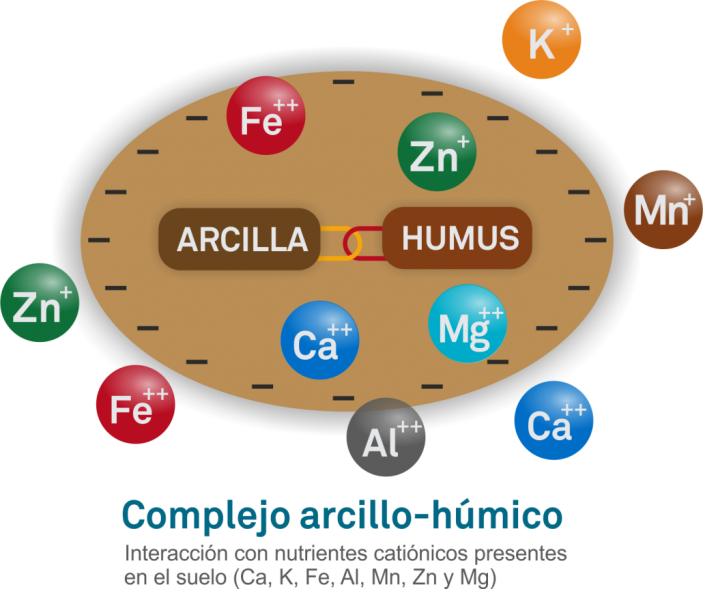 K+
Fe++
Zn+
Mn+
ARCILLA HUMUS
Zn+
Ca++
Mg++
Fe++
Al++
Ca++
Complejo arcillo-húmico
Interacción con nutrientes catiónicos presentes
en el suelo (Ca, K, Fe, Al, Mn, Zn y Mg)